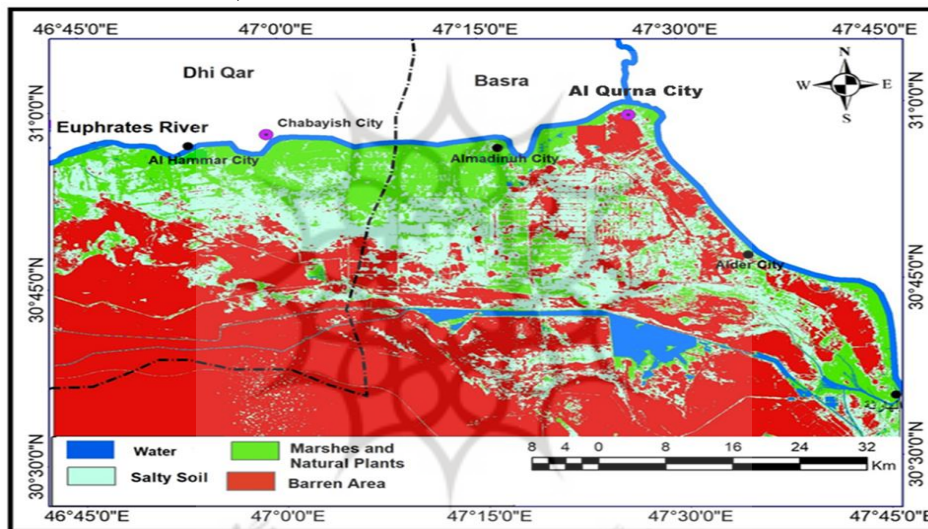 46°45'0"E 47°0'0"E 47°15'0"E 47°30'0"E 47°45'0"E
N
W E
S
Dhi Qar
Basra
Al Qurna City
31°0'0"N
31°0'0"N
Euphrates River
Chabayish City
Al Hammar City
Almadinuh City
Alder City
30°45'0"N
30°45'0"N
30°30'0"N
30°30'0"N
Water
Marshes and
Natural Plants
Salty Soil
Barren Area
8 4 0 8 16 24 32
Km
46°45'0"E 47°0'0"E 47°15'0"E 47°30'0"E 47°45'0"E